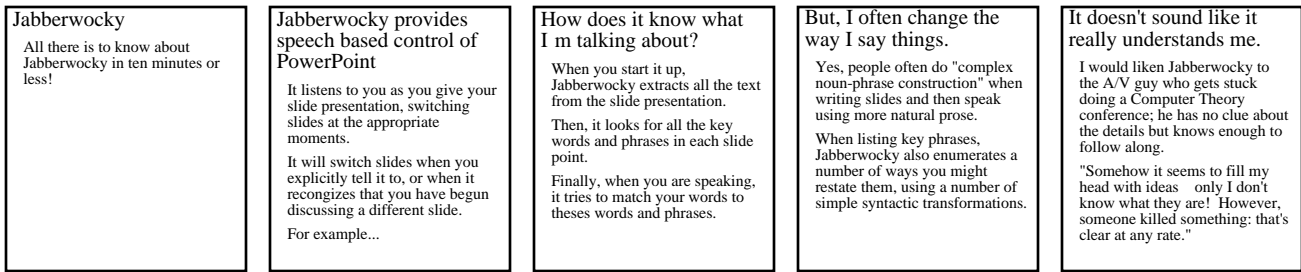 Jabberwocky
All there is to know about
Jabberwocky in ten minutes or
less!
Jabberwocky provides
speech based control of
PowerPoint
It listens to you as you give your
slide presentation, switching
slides at the appropriate
moments.
It will switch slides when you
explicitly tell it to, or when it
recongizes that you have begun
discussing a different slide.
For example...
How does it know what
I m talking about?
When you start it up,
Jabberwocky extracts all the text
from the slide presentation.
Then, it looks for all the key
words and phrases in each slide
point.
Finally, when you are speaking,
it tries to match your words to
theses words and phrases.
But, I often change the
way I say things.
Yes, people often do "complex
noun-phrase construction" when
writing slides and then speak
using more natural prose.
When listing key phrases,
Jabberwocky also enumerates a
number of ways you might
restate them, using a number of
simple syntactic transformations.
It doesn't sound like it
really understands me.
I would liken Jabberwocky to
the A/V guy who gets stuck
doing a Computer Theory
conference; he has no clue about
the details but knows enough to
follow along.
"Somehow it seems to fill my
head with ideas   only I don't
know what they are!  However,
someone killed something: that's
clear at any rate."